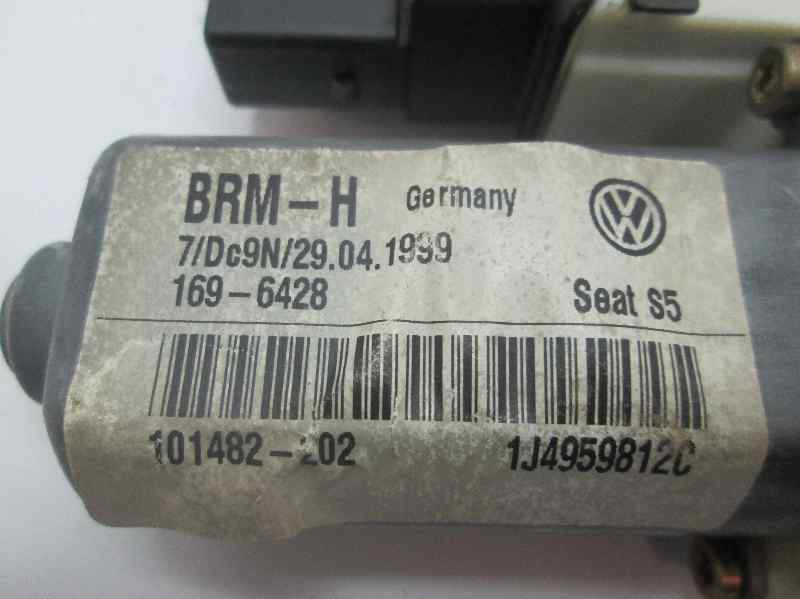 BRM-H Germany
7/Dc9N/29.04.1999
169-6428 Seat S5
101482-202 1J4959812C